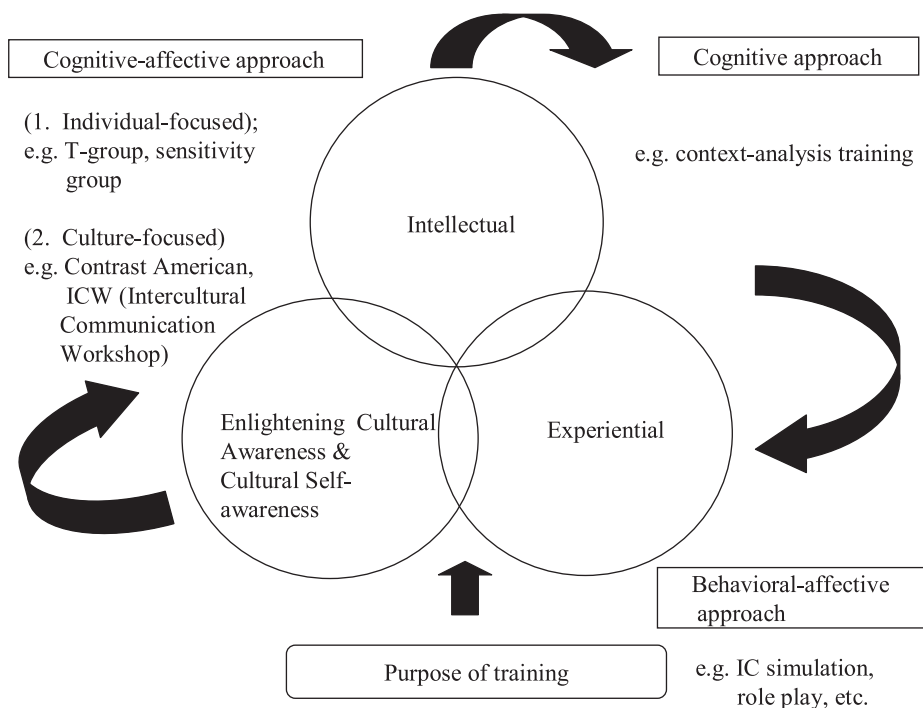 Cognitive-affective approach
(1. Individual-focused);
e.g. T-group, sensitivity
group
(2. Culture-focused)
e.g. Contrast American,
ICW (Intercultural
Communication
Workshop)
Cognitive approach
e.g. context-analysis training
Intellectual
Enlightening Cultural
Awareness &
Cultural Self-
awareness
Experiential
Behavioral-affective
approach
e.g. IC simulation,
role play, etc.
Purpose of training